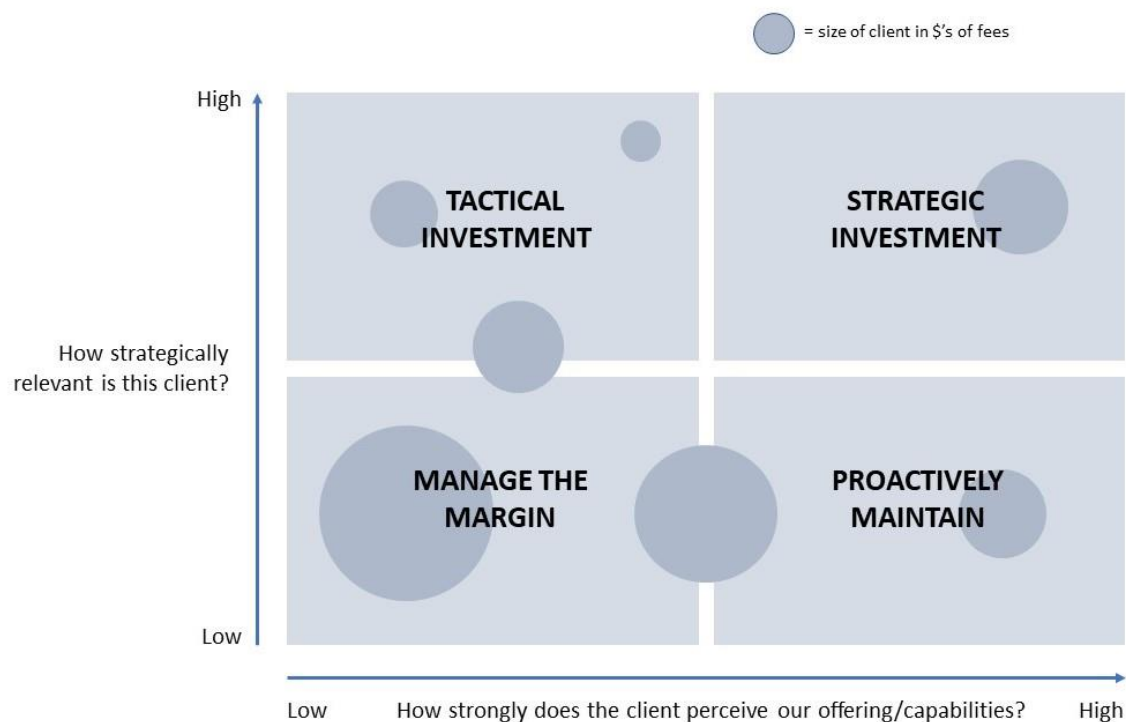 = size of client in $'s of fees
High
TACTICAL
INVESTMENT
STRATEGIC
INVESTMENT
How strategically
relevant is this client?
MANAGE THE
MARGIN
PROACTIVELY
MAINTAIN
Low
Low
How strongly does the client perceive our offering/capabilities?
High